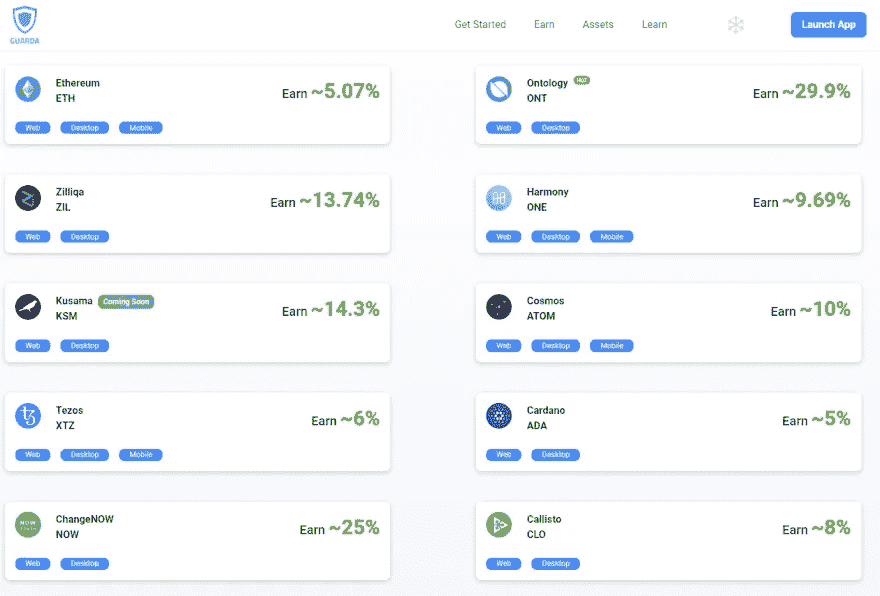 GUARDA
Get Started Earn Assets Learn Launch App
Ethereum
ETH
Earn ~5.07%
Web Desktop Mobile
Ontology HOT
ONT
Earn ~29.9%
Web Desktop
Zilliqa
ZIL
Earn ~13.74%
Web Desktop
Harmony
ONE
Earn ~9.69%
Web Desktop Mobile
Kusama Coming Soon
KSM
Earn ~14.3%
Web Desktop
Cosmos
ATOM
Earn ~10%
Web Desktop Mobile
Tezos
XTZ
Earn ~6%
Web Desktop Mobile
Cardano
ADA
Earn ~5%
Web Desktop
NOW
ChangeNOW
NOW
Earn ~25%
Web Desktop
Callisto
CLO
Earn ~8%
Web Desktop